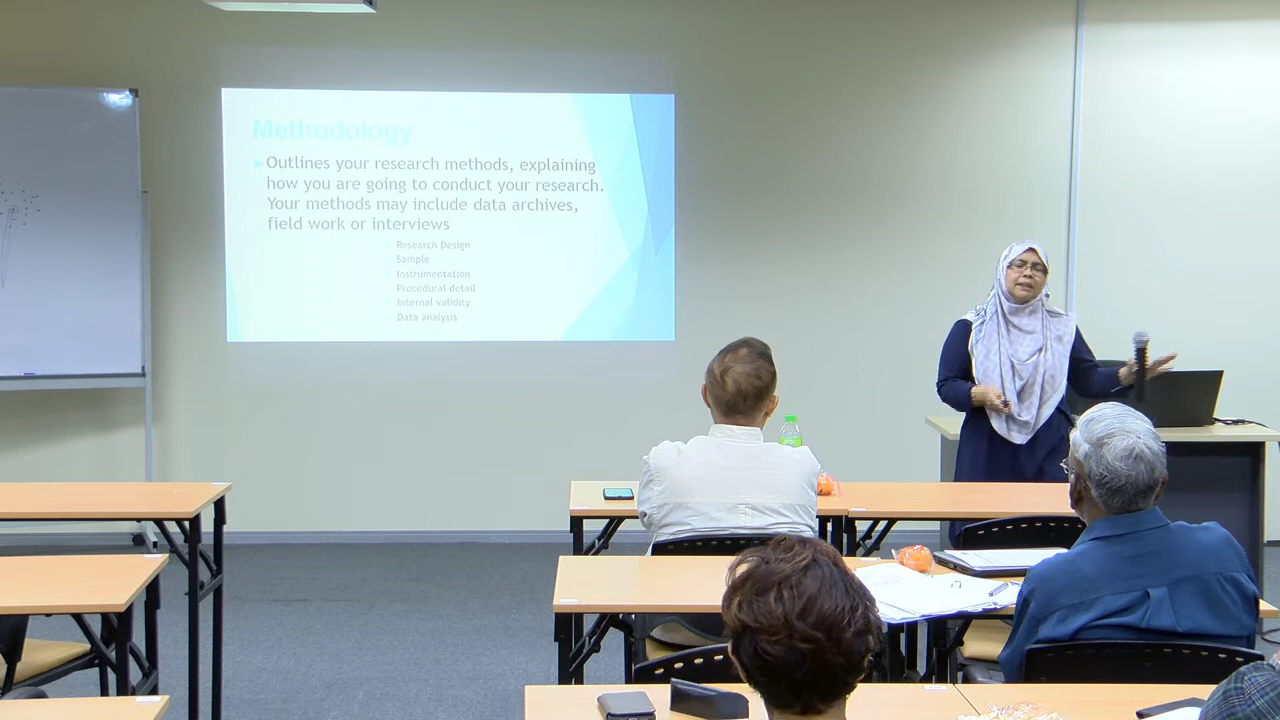 Methodology
Outlines your research methods, explaining
how you are going to conduct your research.
Your methods may include data archives,
field work or interviews
Research Design
Sample
Instrumentation
Procedural detail
Internal validity
Data analysis